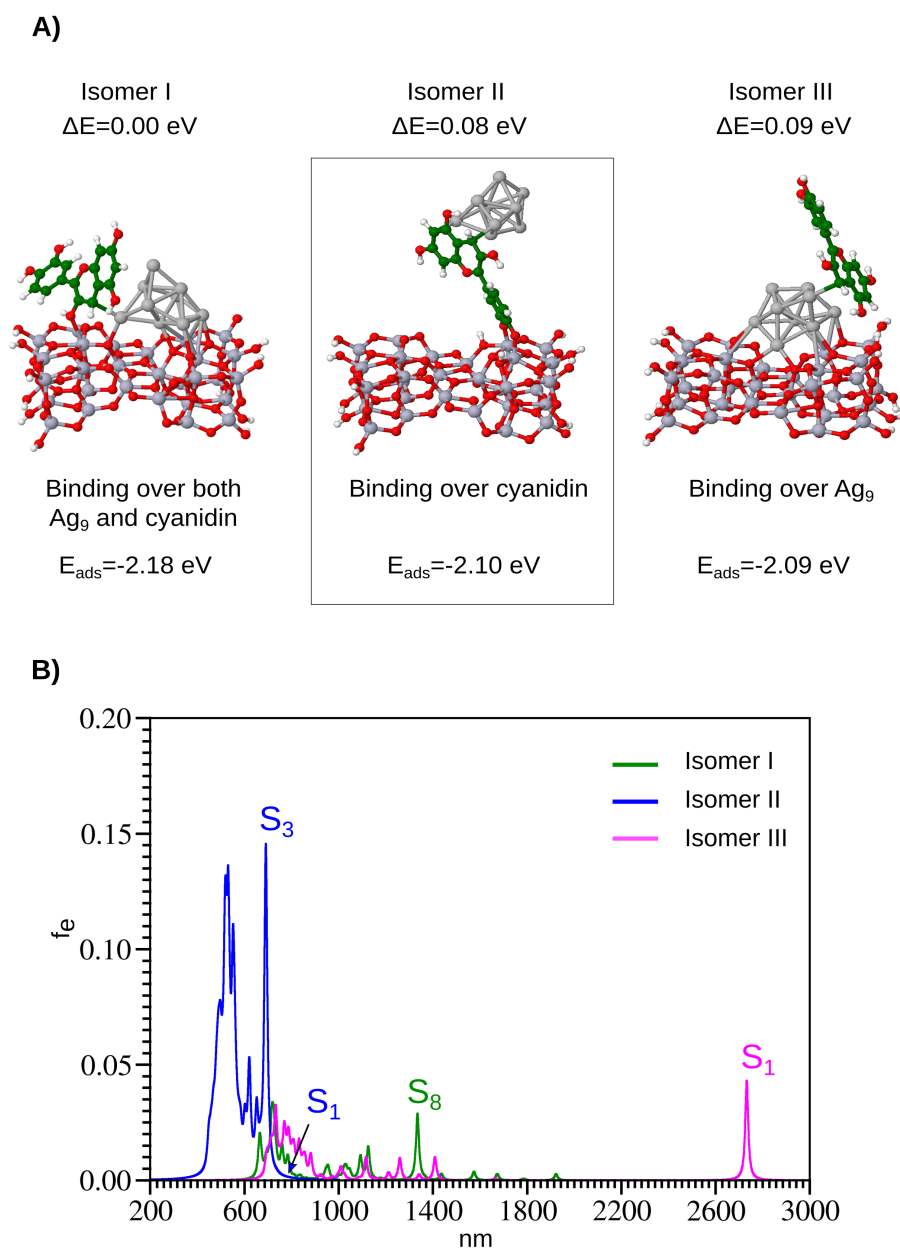 A)
Isomer I
ΔE=0.00 eV
Isomer II
ΔE=0.08 eV
Isomer III
ΔE=0.09 eV
Binding over both
Ag₉ and cyanidin
Binding over cyanidin
Binding over Ag₉
Eads=-2.18 eV
Eads=-2.10 eV
Eads=-2.09 eV
B)
0.20
0.15
0.10
0.05
0.00
fe
Isomer I
Isomer II
Isomer III
S₃
S₁
S₈
S₁
200 600 1000 1400 1800 2200 2600 3000
nm